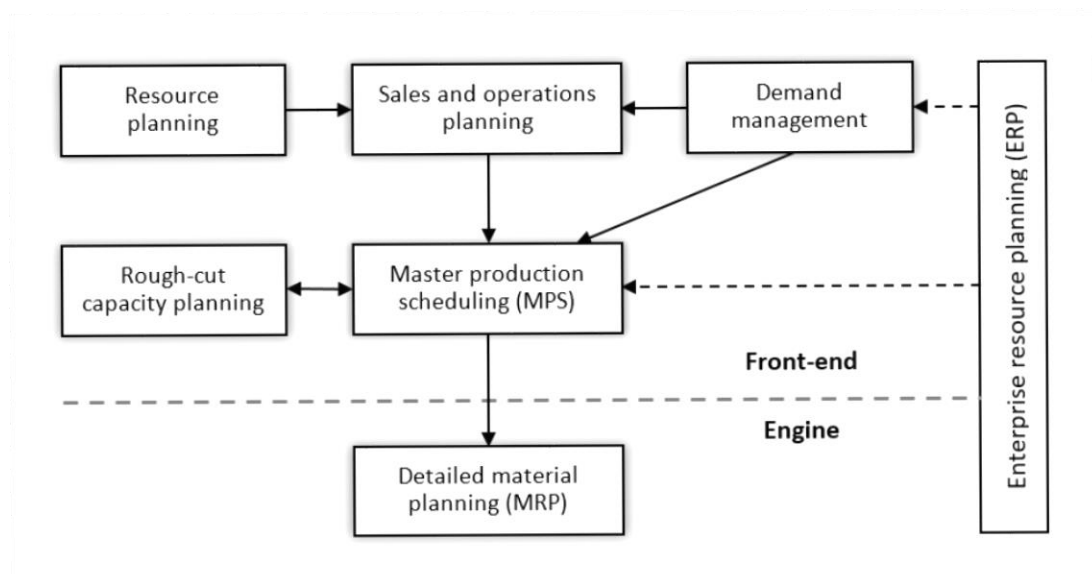 Resource
planning
Sales and operations
planning
Demand
management
Enterprise resource planning (ERP)
Rough-cut
capacity planning
Master production
scheduling (MPS)
Front-end
Engine
Detailed material
planning (MRP)